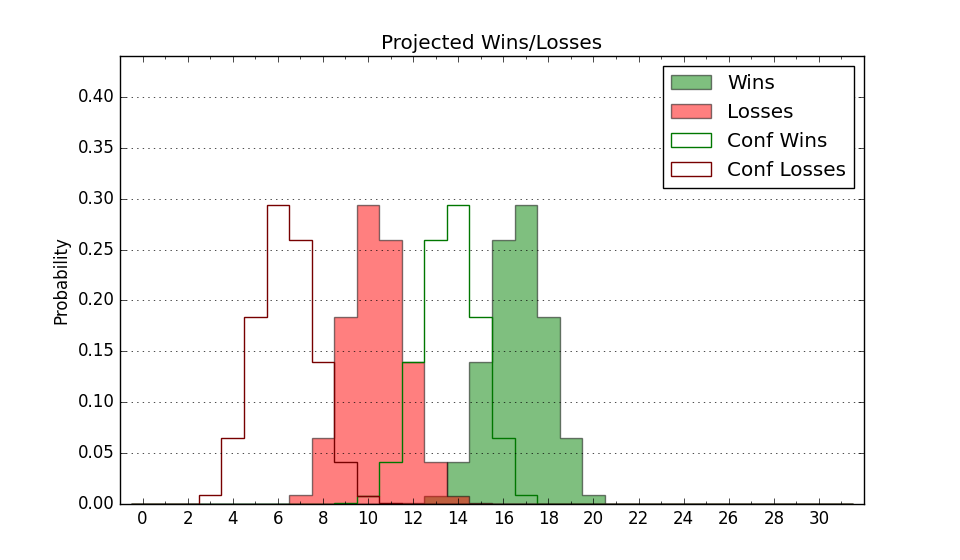 Projected Wins/Losses
0.40
0.35
0.30
0.25
0.20
0.15
0.10
0.05
0.00
Probability
Wins
Losses
Conf Wins
Conf Losses
0 2 4 6 8 10 12 14 16 18 20 22 24 26 28 30